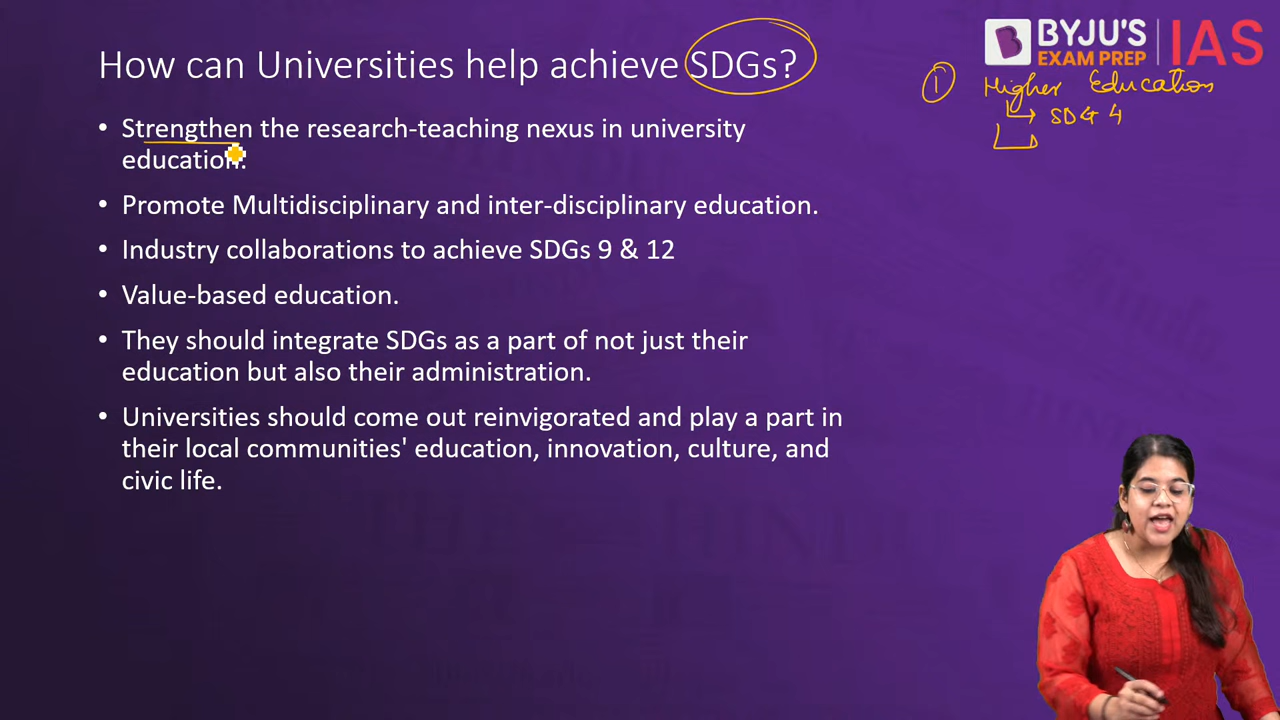 How can Universities help achieve SDGs?
• Strengthen the research-teaching nexus in university
education.
• Promote Multidisciplinary and inter-disciplinary education.
• Industry collaborations to achieve SDGs 9 & 12
• Value-based education.
• They should integrate SDGs as a part of not just their
education but also their administration.
• Universities should come out reinvigorated and play a part in
their local communities' education, innovation, culture, and
civic life.
BYJU'S
EXAM PREP
IAS
① Higher Education
↳ SDG 4